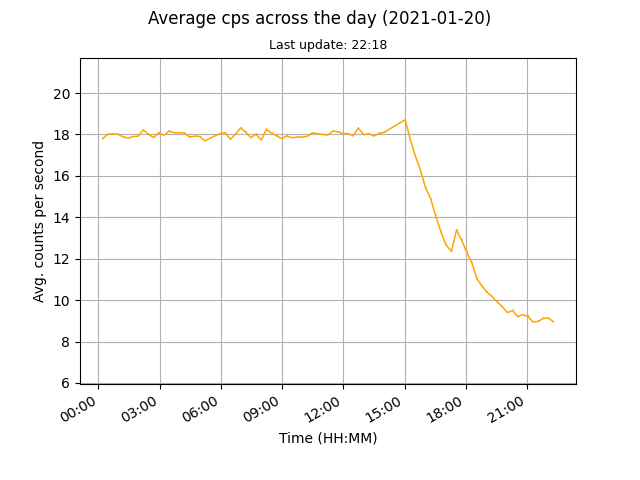 Average cps across the day (2021-01-20)
Last update: 22:18
20
18
16
14
12
10
8
6
Avg. counts per second
00:00 03:00 06:00 09:00 12:00 15:00 18:00 21:00
Time (HH:MM)